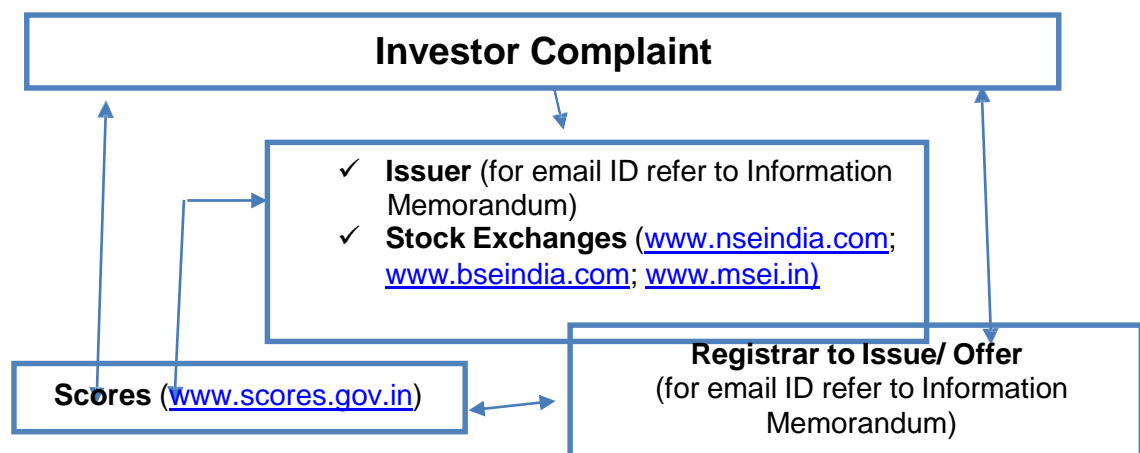 Investor Complaint
✓ Issuer (for email ID refer to Information
Memorandum)
✓ Stock Exchanges (www.nseindia.com;
www.bseindia.com; www.msei.in)
Registrar to Issue/ Offer
(for email ID refer to Information
Memorandum)
Scores (www.scores.gov.in)